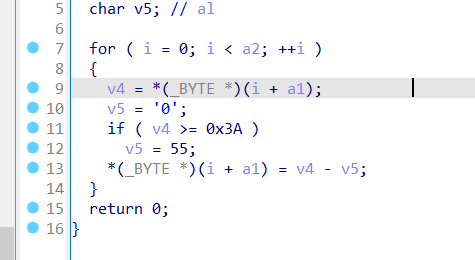 5 char v5; // al
6
7 for ( i = 0; i < a2; ++i )
8 {
9 v4 = *(_BYTE *)(i + a1);
10 v5 = '0';
11 if ( v4 >= 0x3A )
12 v5 = 55;
13 *(_BYTE *)(i + a1) = v4 - v5;
14 }
15 return 0;
16 }